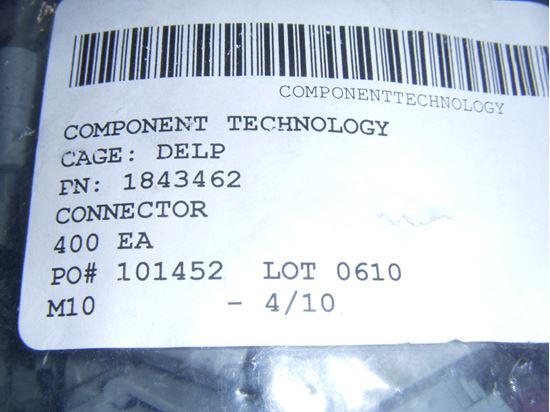 COMPONENTTECHNOLOGY
COMPONENT TECHNOLOGY
CAGE: DELP
PN: 1843462
CONNECTOR
400 EA
PO# 101452 LOT 0610
M10 - 4/10